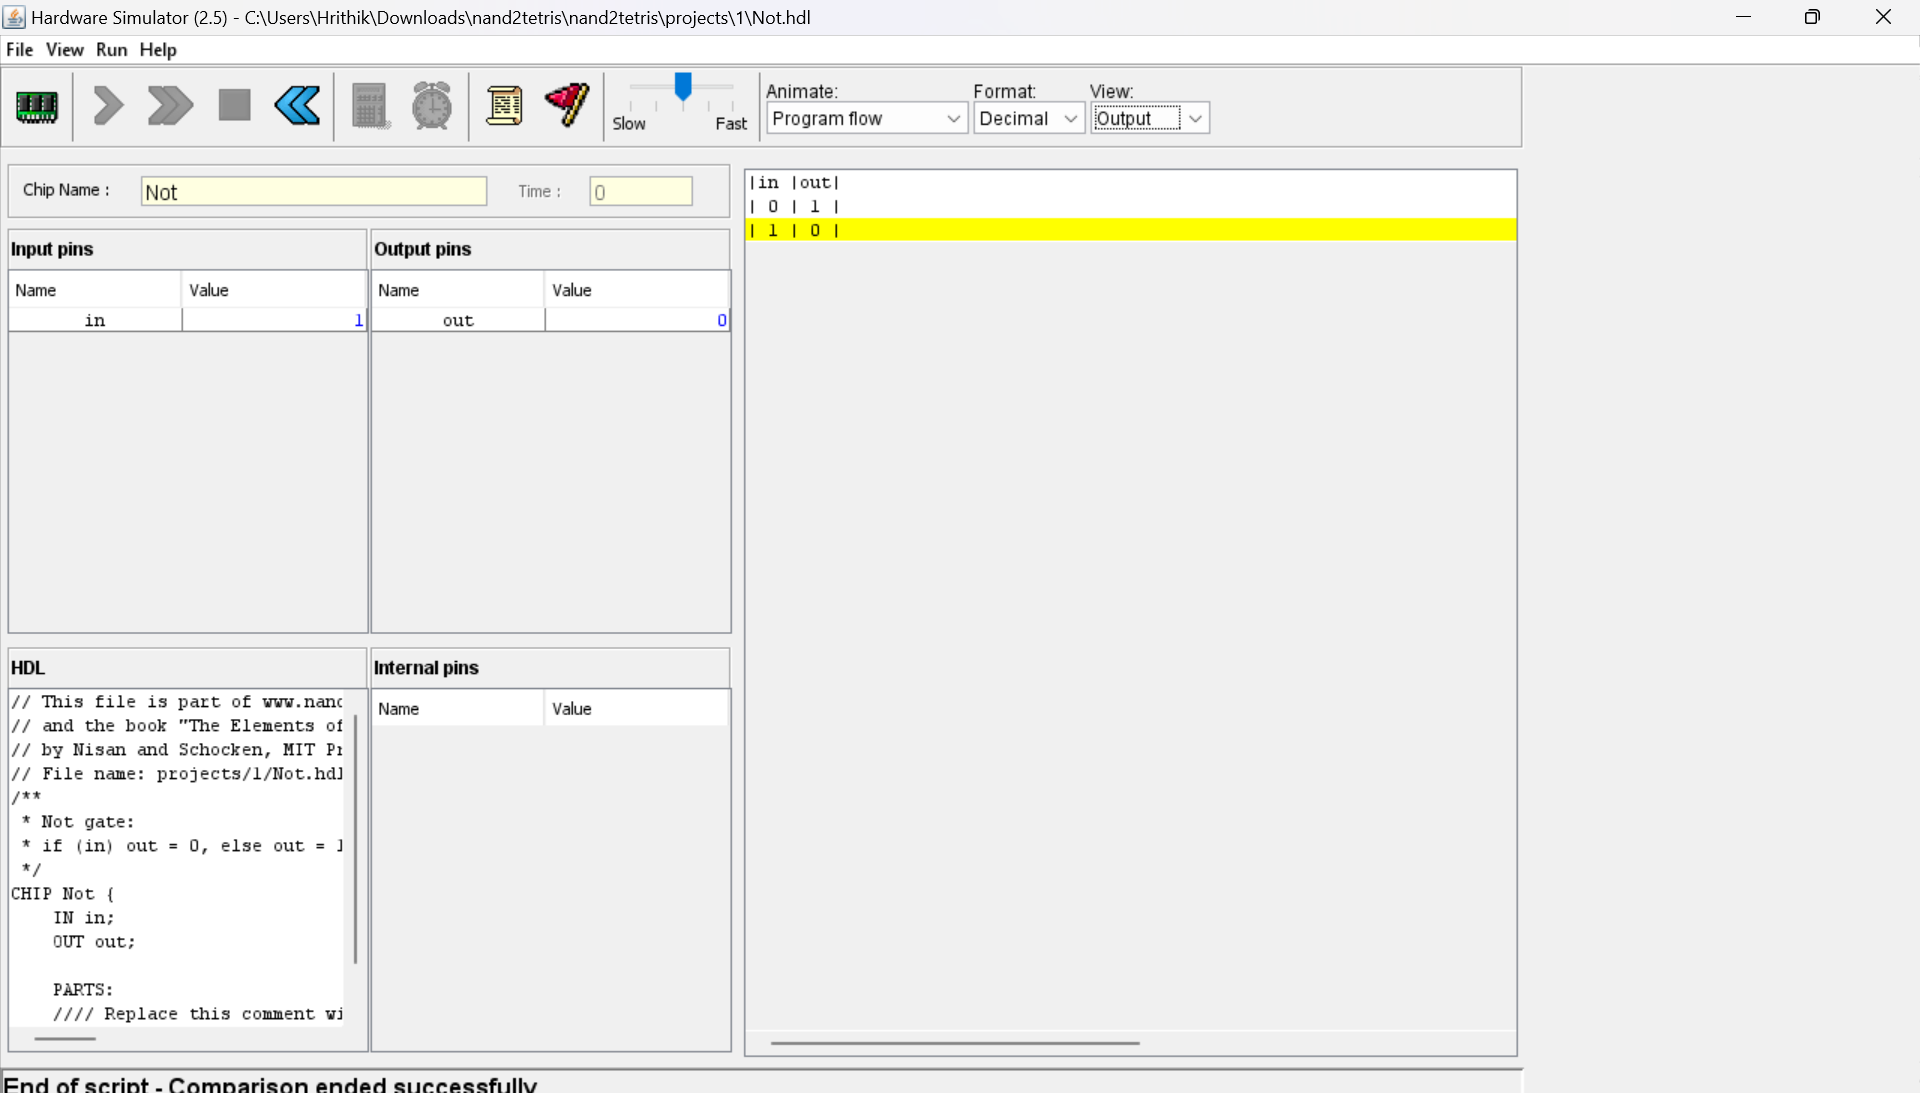 Hardware Simulator (2.5) - C:\Users\Hrithik\Downloads\nand2tetris\nand2tetris\projects\1\Not.hdl
File View Run Help
Slow Fast
Animate: Format: View:
Program flow Decimal Output
Chip Name : Not Time : 0
Input pins
Name Value
in 1
Output pins
Name Value
out 0
HDL
// This file is part of www.nand
// and the book "The Elements of
// by Nisan and Schocken, MIT Pr
// File name: projects/1/Not.hdl
/**
* Not gate:
* if (in) out = 0, else out = 1
*/
CHIP Not {
IN in;
OUT out;
PARTS:
//// Replace this comment wi
Internal pins
Name Value
|in |out|
| 0 | 1 |
| 1 | 0 |
End of script - Comparison ended successfully